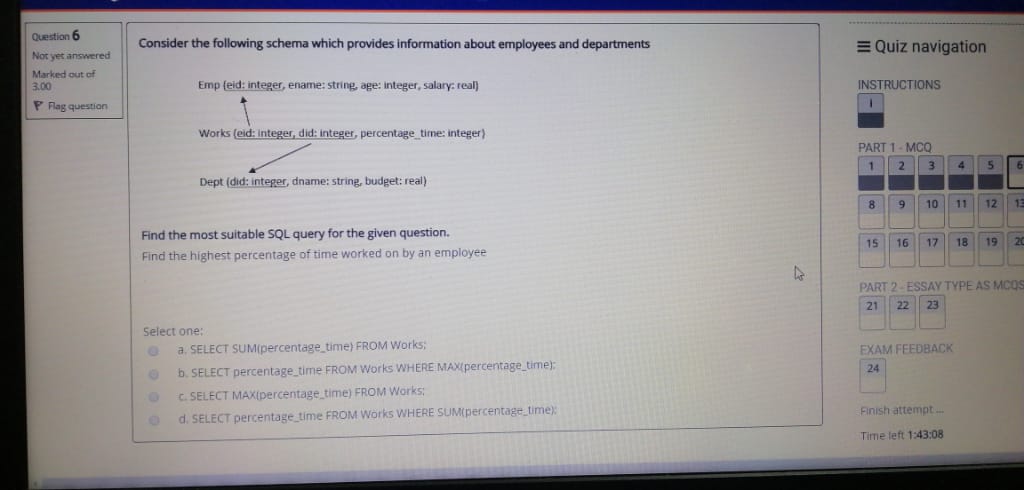 Question 6
Not yet answered
Marked out of
3.00
Flag question
Consider the following schema which provides information about employees and departments
Emp (eid: integer, ename: string, age: integer, salary: real)
Works (eid: integer, did: integer, percentage_time: integer)
Dept (did: integer, dname: string, budget: real)
Find the most suitable SQL query for the given question.
Find the highest percentage of time worked on by an employee
Select one:
a. SELECT SUM(percentage_time) FROM Works;
b. SELECT percentage_time FROM Works WHERE MAX(percentage_time);
c. SELECT MAX(percentage_time) FROM Works;
d. SELECT percentage_time FROM Works WHERE SUM(percentage_time);
Quiz navigation
INSTRUCTIONS
i
PART 1 - MCQ
1 2 3 4 5 6
8 9 10 11 12 13
15 16 17 18 19 20
PART 2 - ESSAY TYPE AS MCQS
21 22 23
EXAM FEEDBACK
24
Finish attempt ...
Time left 1:43:08